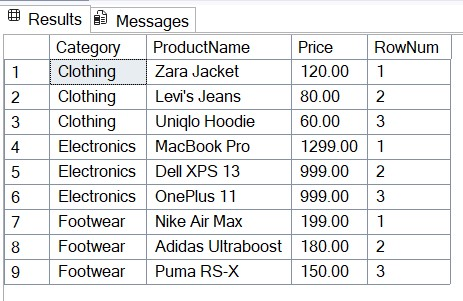 Results Messages
Category ProductName Price RowNum
1 Clothing Zara Jacket 120.00 1
2 Clothing Levi's Jeans 80.00 2
3 Clothing Uniqlo Hoodie 60.00 3
4 Electronics MacBook Pro 1299.00 1
5 Electronics Dell XPS 13 999.00 2
6 Electronics OnePlus 11 999.00 3
7 Footwear Nike Air Max 199.00 1
8 Footwear Adidas Ultraboost 180.00 2
9 Footwear Puma RS-X 150.00 3